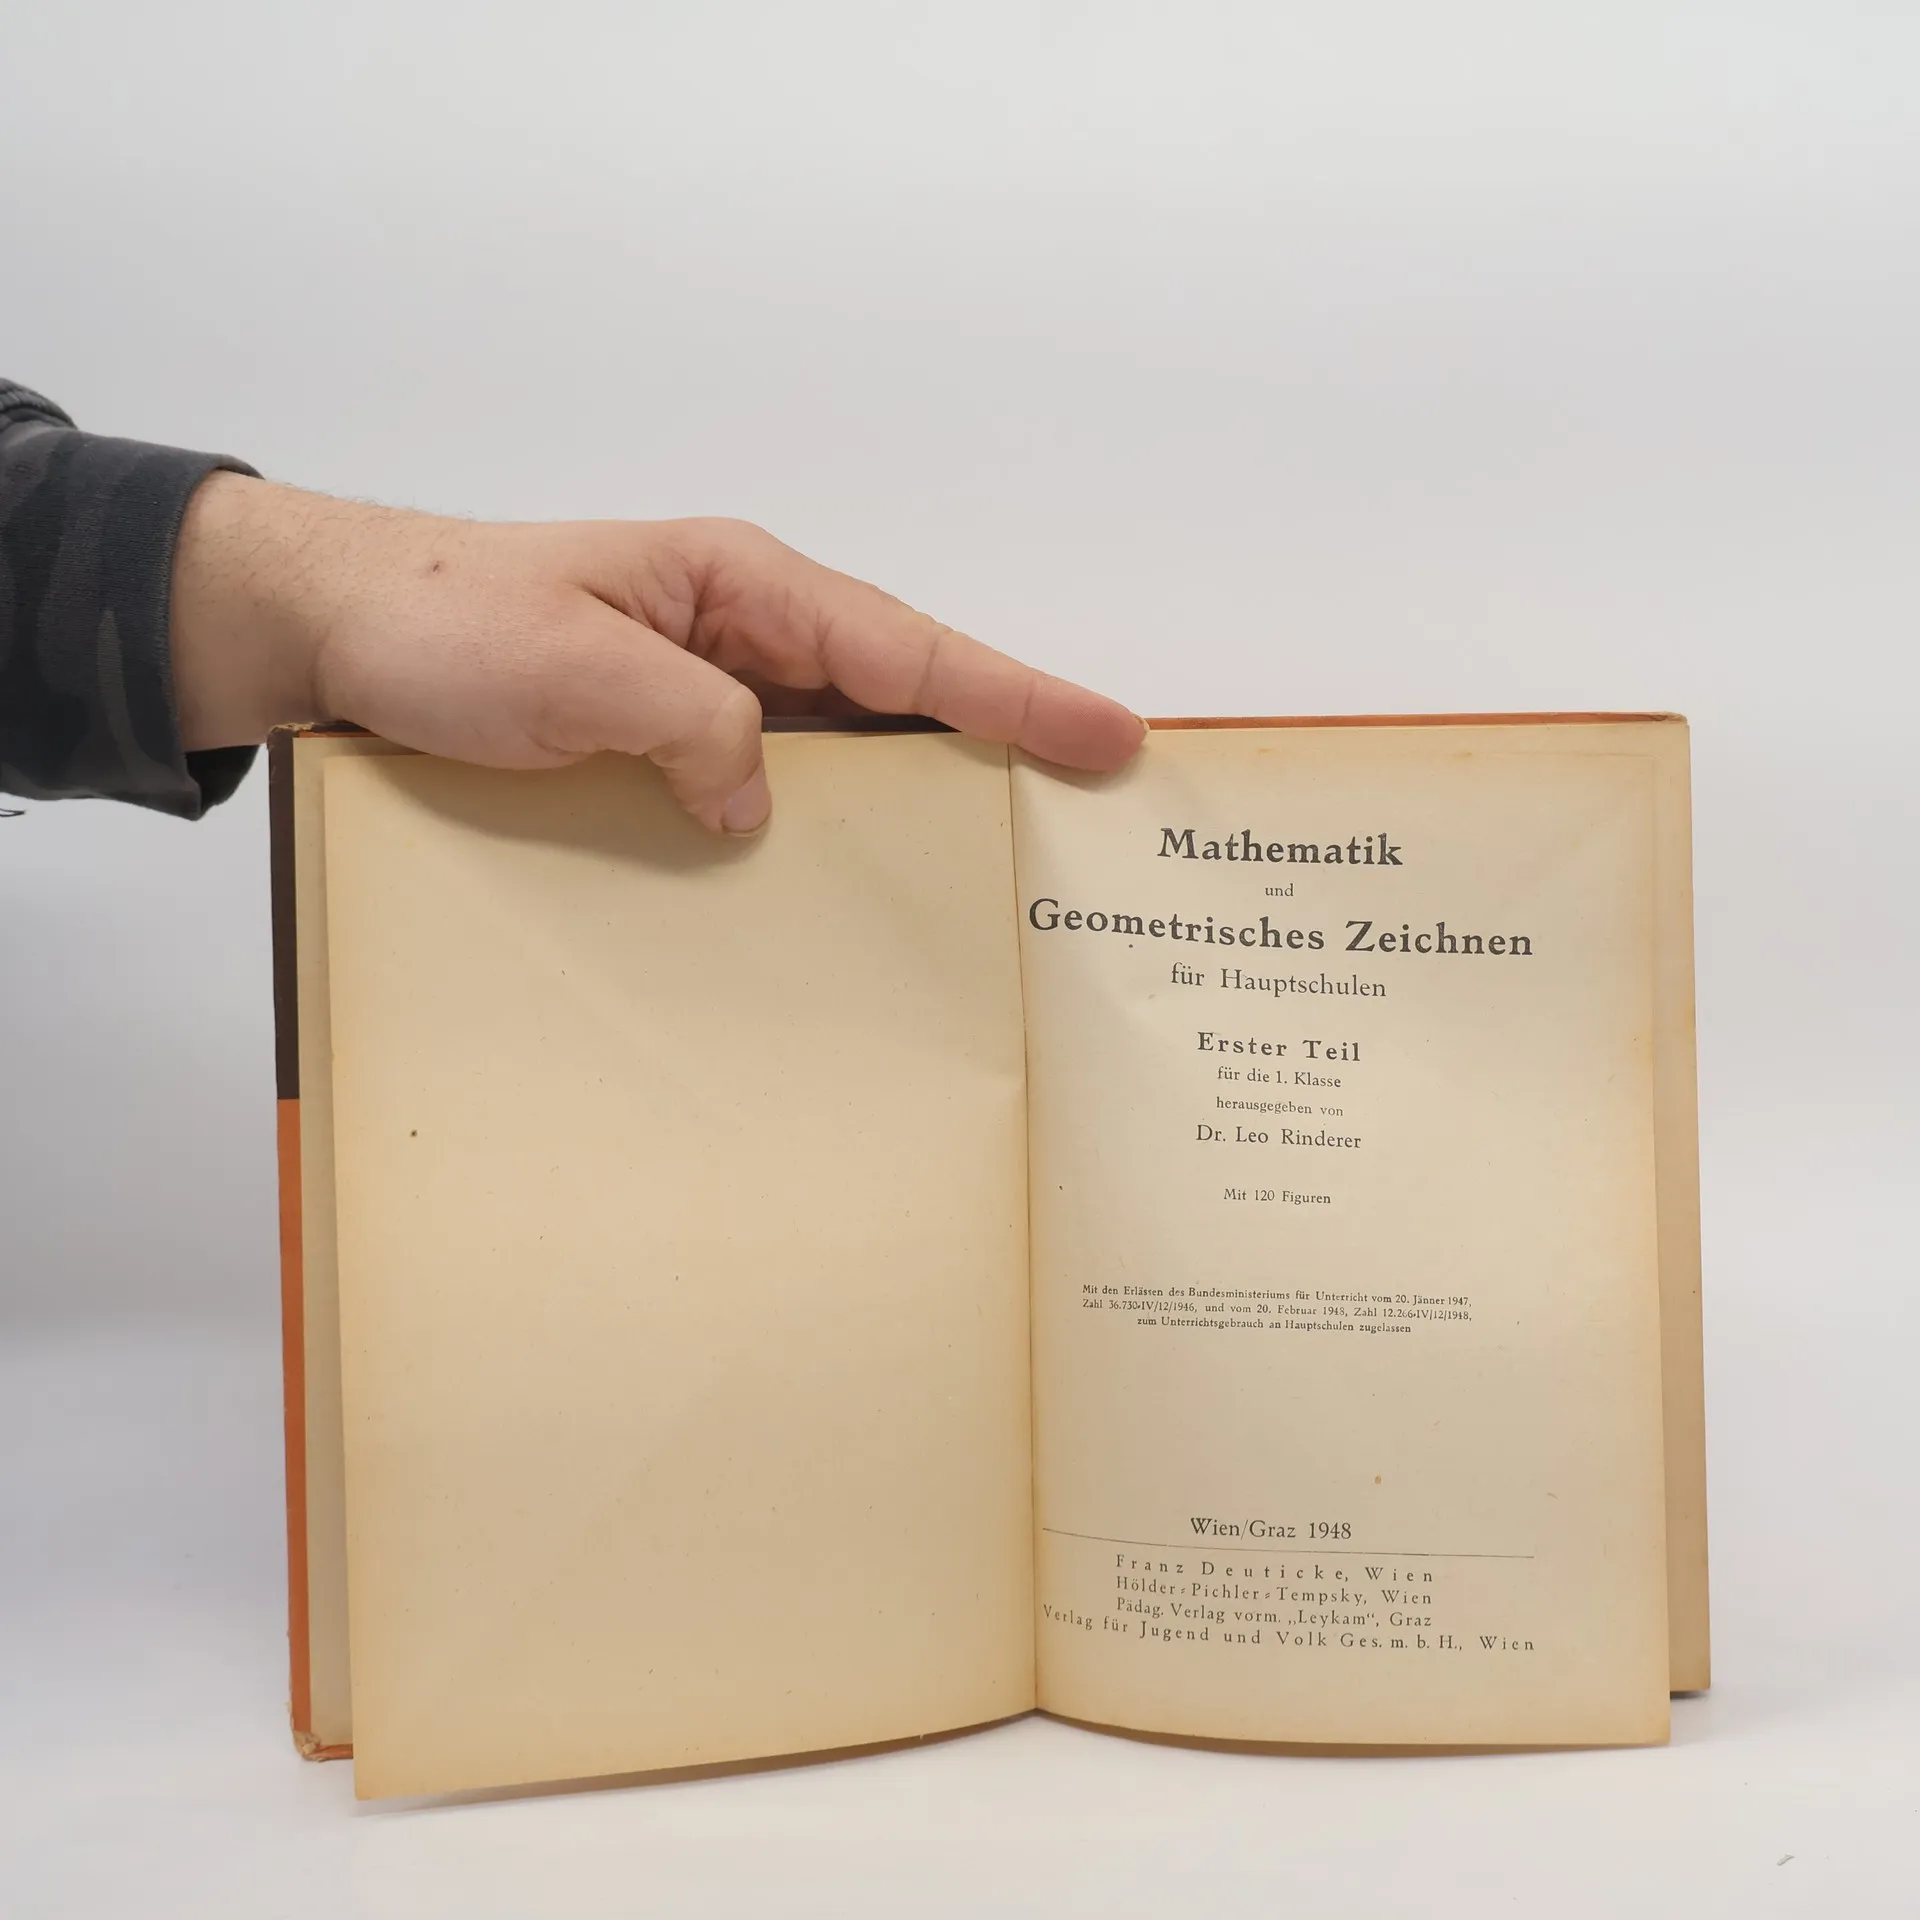 Mathematik
und
Geometrisches Zeichnen
für Hauptschulen
Erster Teil
für die 1. Klasse
herausgegeben von
Dr. Leo Rinderer
Mit 120 Figuren
Mit den Erlässen des Bundesministeriums für Unterricht vom 20. Jänner 1947,
Zahl 36.730-IV/12/1946, und vom 20. Februar 1948, Zahl 12.266-IV/12/1948,
zum Unterrichtsgebrauch an Hauptschulen zugelassen
Wien/Graz 1948
Franz Deuticke, Wien
Hölder-Pichler-Tempsky, Wien
Pädag. Verlag vorm. „Leykam“, Graz
Verlag für Jugend und Volk Ges. m. b. H., Wien